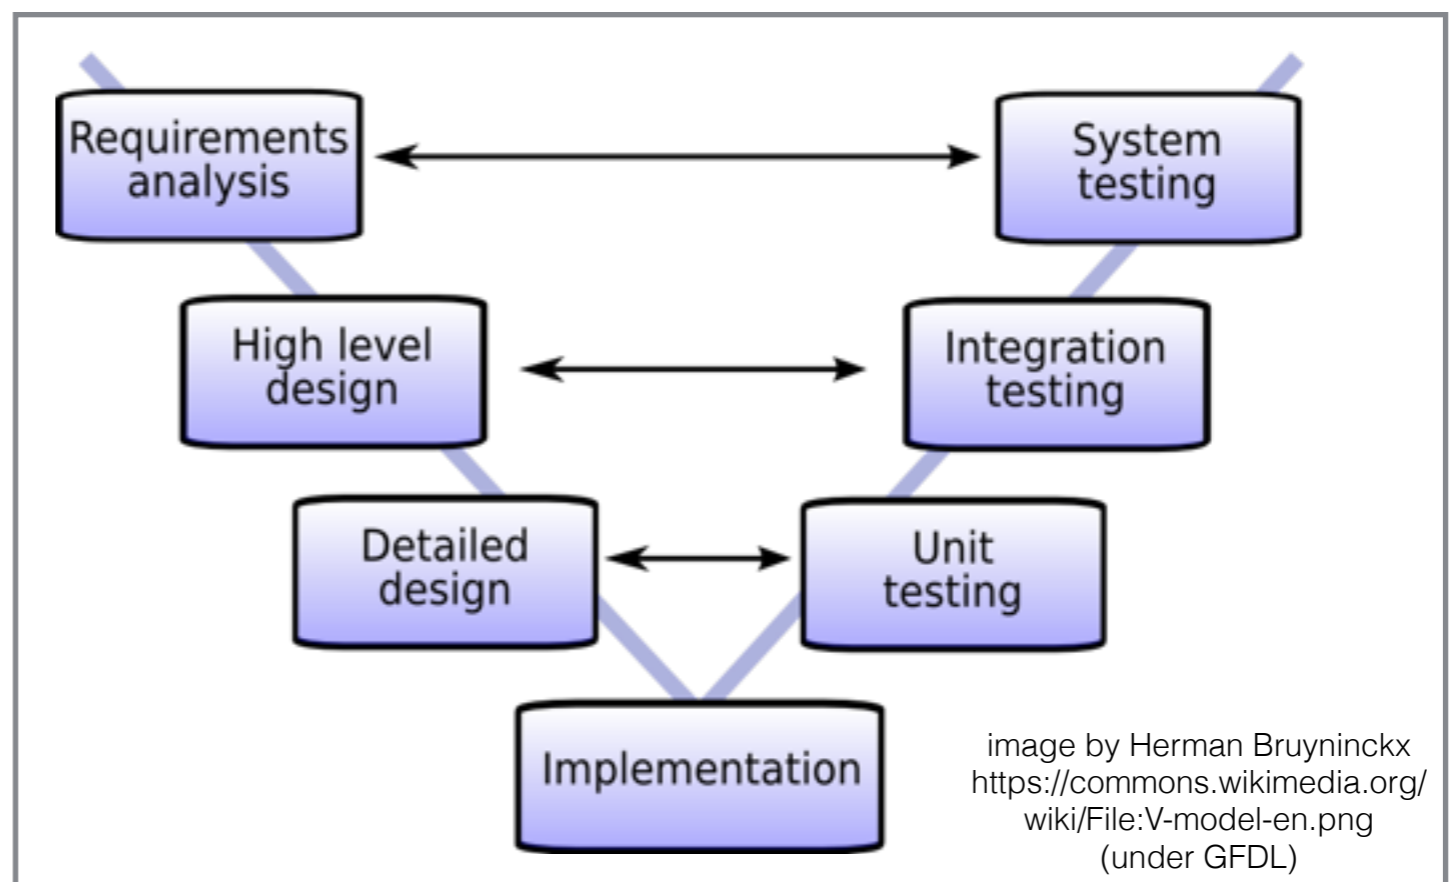 Requirements
analysis
System
testing
High level
design
Integration
testing
Detailed
design
Unit
testing
Implementation
image by Herman Bruyninckx
https://commons.wikimedia.org/
wiki/File:V-model-en.png
(under GFDL)